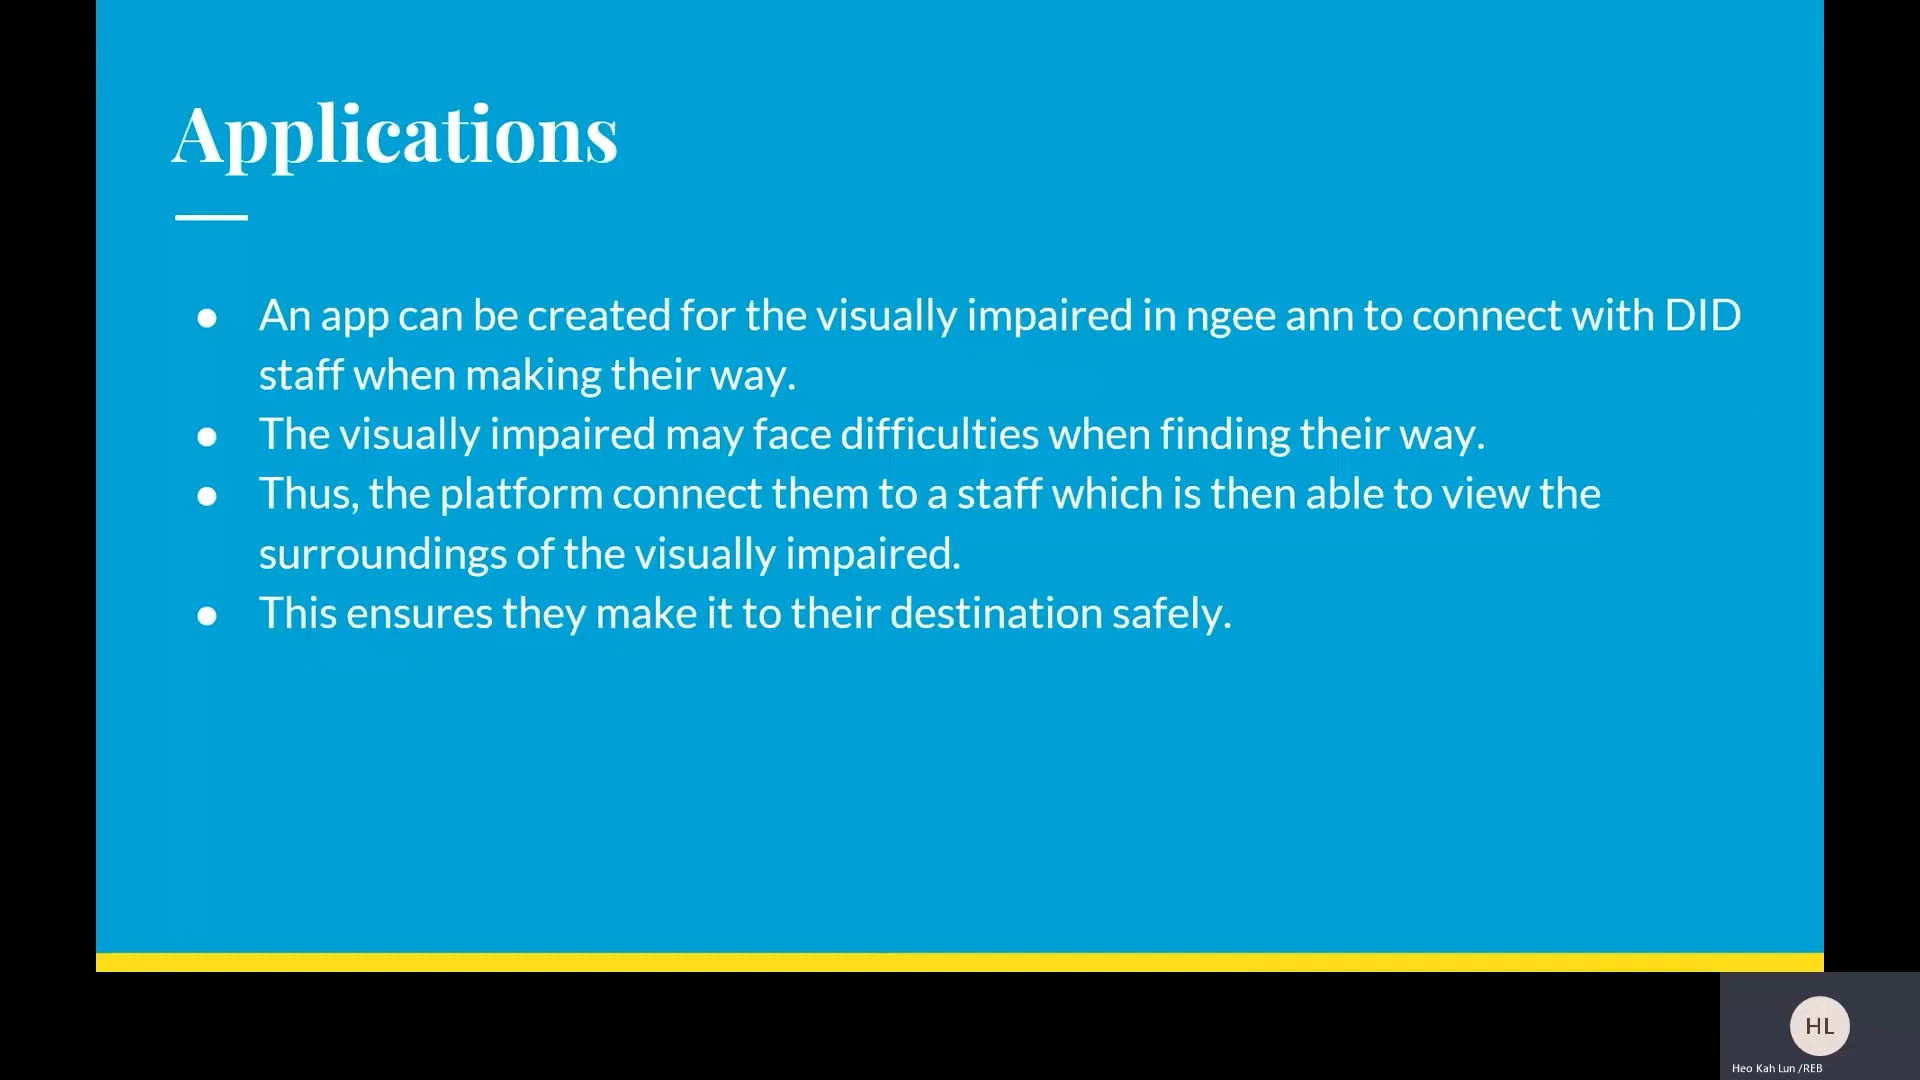 Applications
● An app can be created for the visually impaired in ngee ann to connect with DID
staff when making their way.
● The visually impaired may face difficulties when finding their way.
● Thus, the platform connect them to a staff which is then able to view the
surroundings of the visually impaired.
● This ensures they make it to their destination safely.
HL
Heo Kah Lun /REB